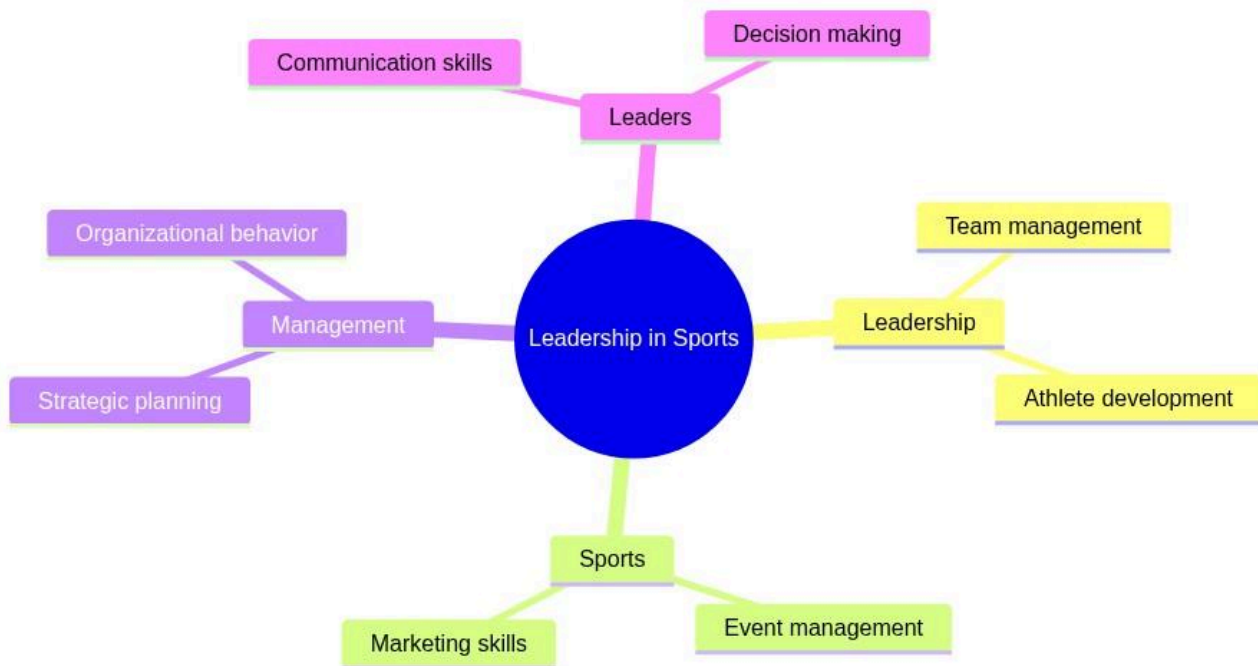 Decision making
Communication skills
Leaders
Organizational behavior
Team management
Management
Leadership in Sports
Leadership
Strategic planning
Athlete development
Sports
Marketing skills
Event management